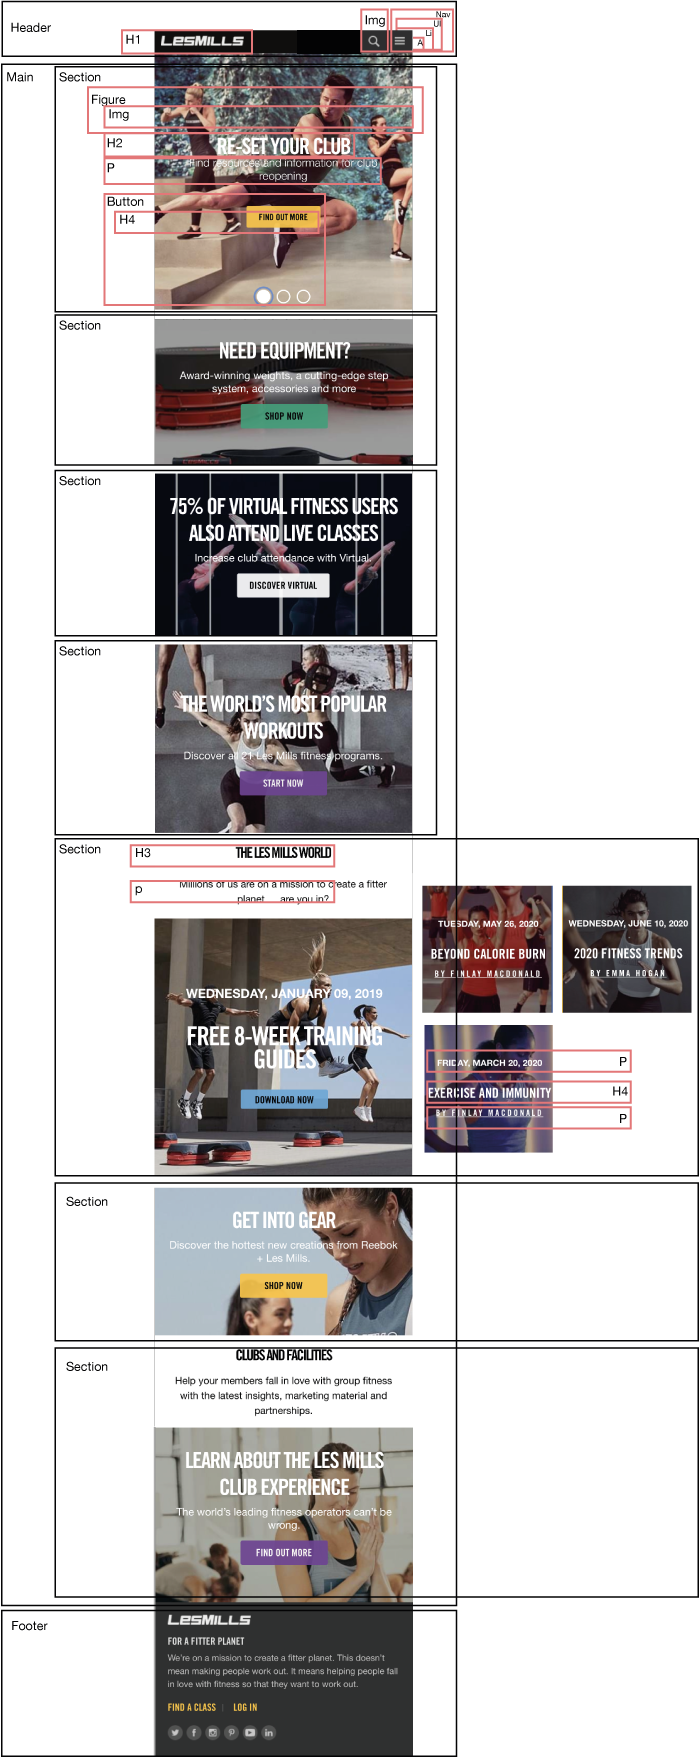 Header
H1
LESMILLS
Img
Nav
Ul
Li
A
Main
Section
Figure
Img
H2
RE-SET YOUR CLUB
P
Find resources and information for club
reopening
Button
H4
FIND OUT MORE
Section
NEED EQUIPMENT?
Award-winning weights, a cutting-edge step
system, accessories and more
SHOP NOW
Section
75% OF VIRTUAL FITNESS USERS
ALSO ATTEND LIVE CLASSES
Increase club attendance with Virtual.
DISCOVER VIRTUAL
Section
THE WORLD'S MOST POPULAR
WORKOUTS
Discover all 21 Les Mills fitness programs.
START NOW
Section
H3
THE LES MILLS WORLD
p
Millions of us are on a mission to create a fitter
planet ... are you in?
WEDNESDAY, JANUARY 09, 2019
FREE 8-WEEK TRAINING
GUIDES
DOWNLOAD NOW
TUESDAY, MAY 26, 2020
BEYOND CALORIE BURN
BY FINLAY MACDONALD
WEDNESDAY, JUNE 10, 2020
2020 FITNESS TRENDS
BY EMMA HOGAN
FRIDAY, MARCH 20, 2020
P
EXERCISE AND IMMUNITY
H4
BY FINLAY MACDONALD
P
Section
GET INTO GEAR
Discover the hottest new creations from Reebok
+ Les Mills.
SHOP NOW
Section
CLUBS AND FACILITIES
Help your members fall in love with group fitness
with the latest insights, marketing material and
partnerships.
LEARN ABOUT THE LES MILLS
CLUB EXPERIENCE
The world's leading fitness operators can't be
wrong.
FIND OUT MORE
Footer
LESMILLS
FOR A FITTER PLANET
We're on a mission to create a fitter planet. This doesn't
mean making people work out. It means helping people fall
in love with fitness so that they want to work out.
FIND A CLASS | LOG IN